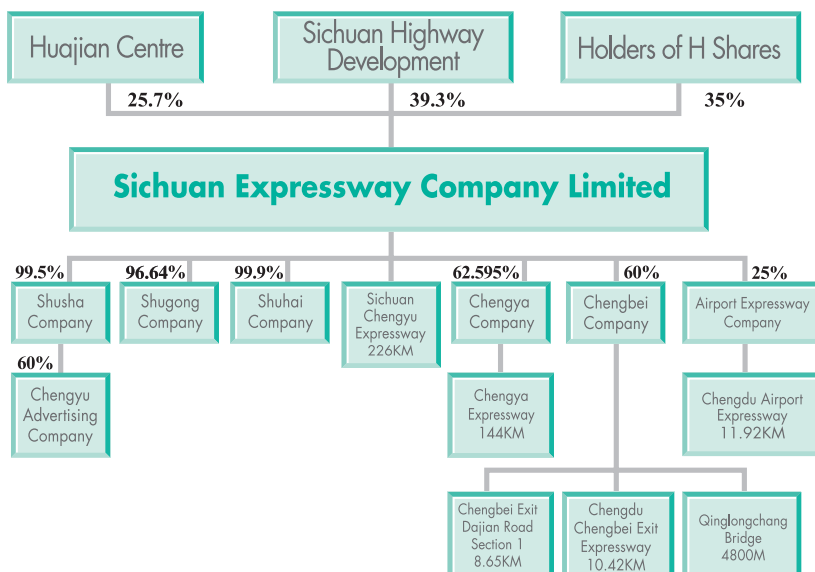 Huajian Centre
Sichuan Highway
Development
Holders of H Shares
25.7%
39.3%
35%
Sichuan Expressway Company Limited
99.5%
96.64%
99.9%
62.595%
60%
25%
Shusha
Company
Shugong
Company
Shuhai
Company
Sichuan
Chengyu
Expressway
226KM
Chengya
Company
Chengbei
Company
Airport Expressway
Company
60%
Chengyu
Advertising
Company
Chengya
Expressway
144KM
Chengdu Airport
Expressway
11.92KM
Chengbei Exit
Dajian Road
Section 1
8.65KM
Chengdu
Chengbei Exit
Expressway
10.42KM
Qinglongchang
Bridge
4800M